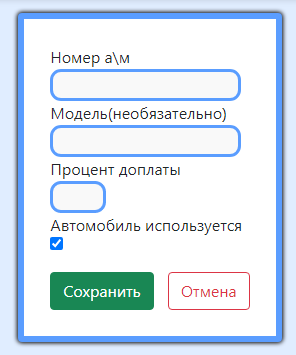 Номер а\м
Модель(необязательно)
Процент доплаты
Автомобиль используется
Сохранить
Отмена